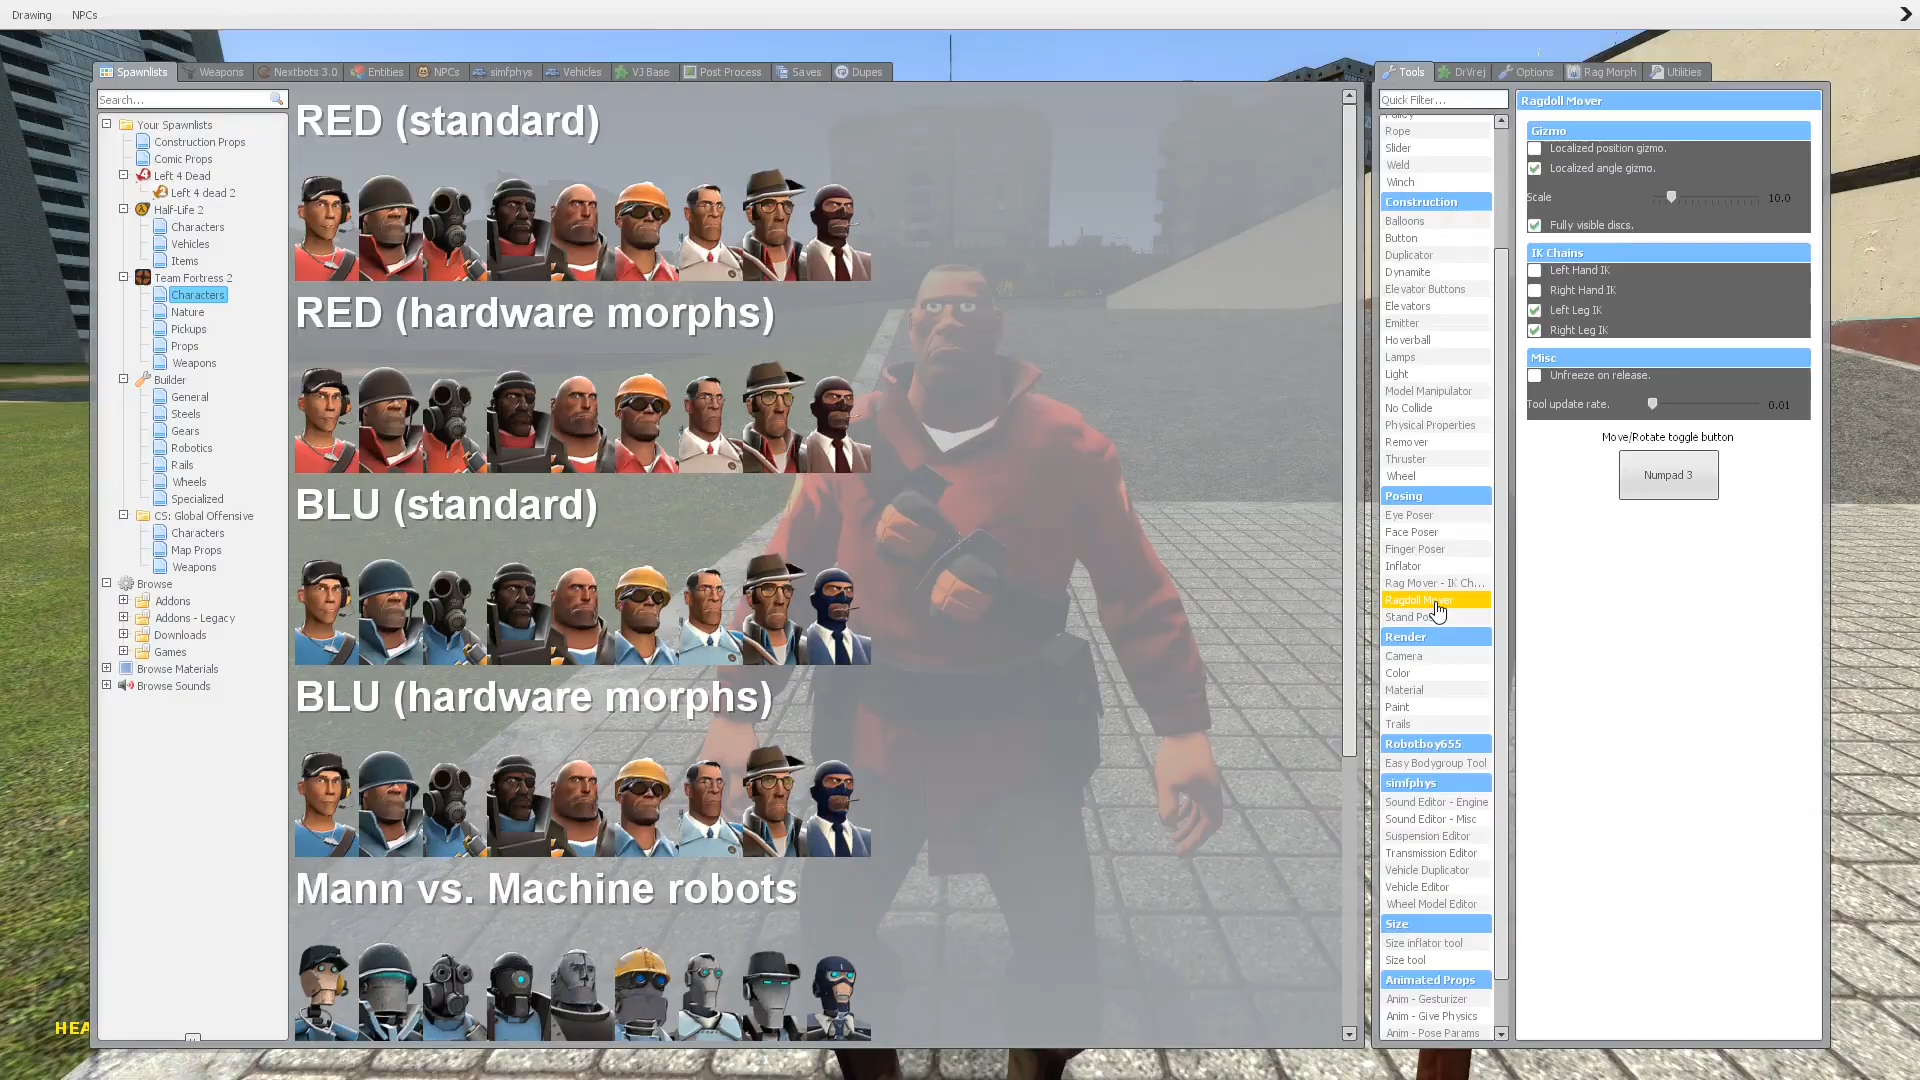 Drawing NPCs
Spawnlists Weapons Nextbots 3.0 Entities NPCs simfphys Vehicles VJ Base Post Process Saves Dupes
Search...
Your Spawnlists
Construction Props
Comic Props
Left 4 Dead
Left 4 dead 2
Half-Life 2
Characters
Vehicles
Items
Team Fortress 2
Characters
Nature
Pickups
Props
Weapons
Builder
General
Steels
Gears
Robotics
Rails
Wheels
Specialized
CS: Global Offensive
Characters
Map Props
Weapons
Browse
Addons
Addons - Legacy
Downloads
Games
Browse Materials
Browse Sounds
HEA
RED (standard)
RED (hardware morphs)
BLU (standard)
BLU (hardware morphs)
Mann vs. Machine robots
Tools DrVrej Options Rag Morph Utilities
Quick Filter...
Rope
Slider
Weld
Winch
Construction
Balloons
Button
Duplicator
Dynamite
Elevator Buttons
Elevators
Emitter
Hoverball
Lamps
Light
Model Manipulator
No Collide
Physical Properties
Remover
Thruster
Wheel
Posing
Eye Poser
Face Poser
Finger Poser
Inflator
Rag Mover - IK Ch...
Ragdoll Mover
Stand Pos
Render
Camera
Color
Material
Paint
Trails
Robotboy655
Easy Bodygroup Tool
simfphys
Sound Editor - Engine
Sound Editor - Misc
Suspension Editor
Transmission Editor
Vehicle Duplicator
Vehicle Editor
Wheel Model Editor
Size
Size inflator tool
Size tool
Animated Props
Anim - Gesturizer
Anim - Give Physics
Anim - Pose Params
Ragdoll Mover
Gizmo
Localized position gizmo.
Localized angle gizmo.
Scale 10.0
Fully visible discs.
IK Chains
Left Hand IK
Right Hand IK
Left Leg IK
Right Leg IK
Misc
Unfreeze on release.
Tool update rate. 0.01
Move/Rotate toggle button
Numpad 3